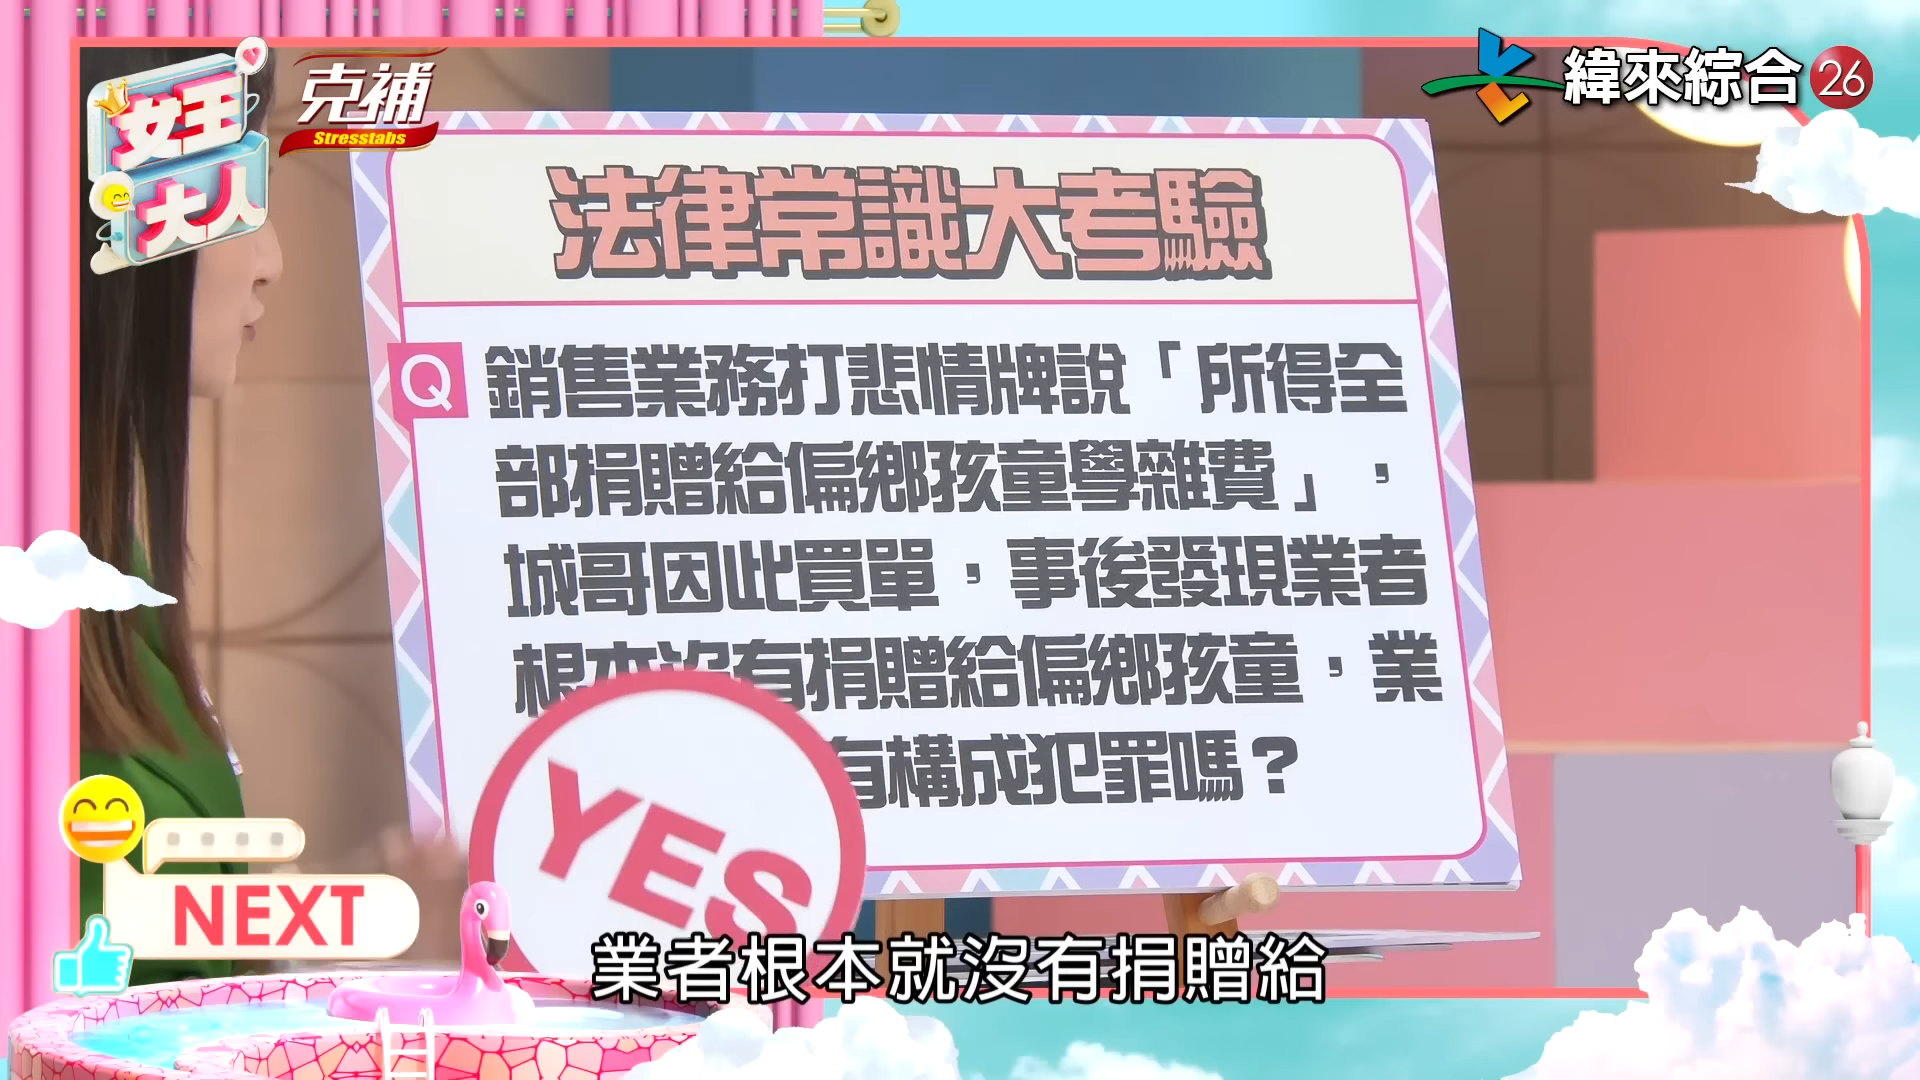 女王
大人
克補
Stresstabs
緯來綜合 26
法律常識大考驗
Q 銷售業務打悲情牌說「所得全
部捐贈給偏鄉孩童學雜費」，
城哥因此買單，事後發現業者
根本沒有捐贈給偏鄉孩童，業
有構成犯罪嗎？
YES
NEXT
業者根本就沒有捐贈給